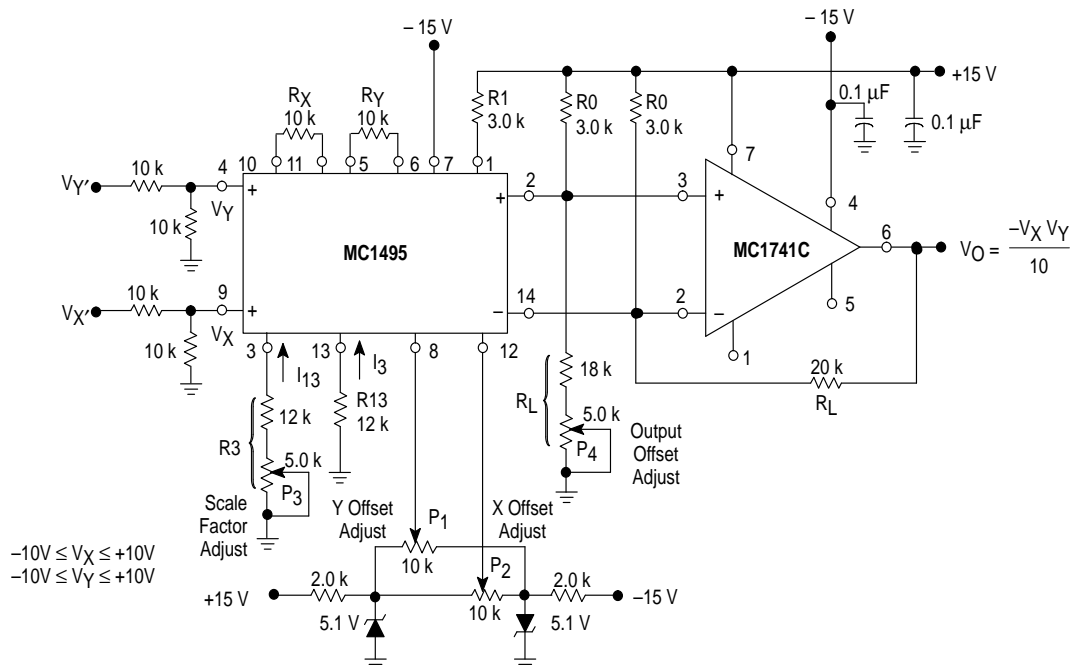 – 15 V
– 15 V
+15 V
R1
3.0 k
R0
3.0 k
R0
3.0 k
0.1 µF
0.1 µF
RX
10 k
RY
10 k
10 11 5 6 7 1
VY′
10 k
4
+
VY
10 k
VX′
10 k
9
+
VX
10 k
MC1495
+
2
–
14
3
+
2
–
MC1741C
7
4
6
5
1
VO = –VX VY
10
3 13 8 12
I13
I3
R3
12 k
5.0 k
P3
Scale
Factor
Adjust
R13
12 k
RL
18 k
5.0 k
P4
Output
Offset
Adjust
20 k
RL
Y Offset
Adjust
P1
10 k
X Offset
Adjust
P2
10 k
–10V ≤ VX ≤ +10V
–10V ≤ VY ≤ +10V
+15 V
2.0 k
2.0 k
–15 V
5.1 V
5.1 V